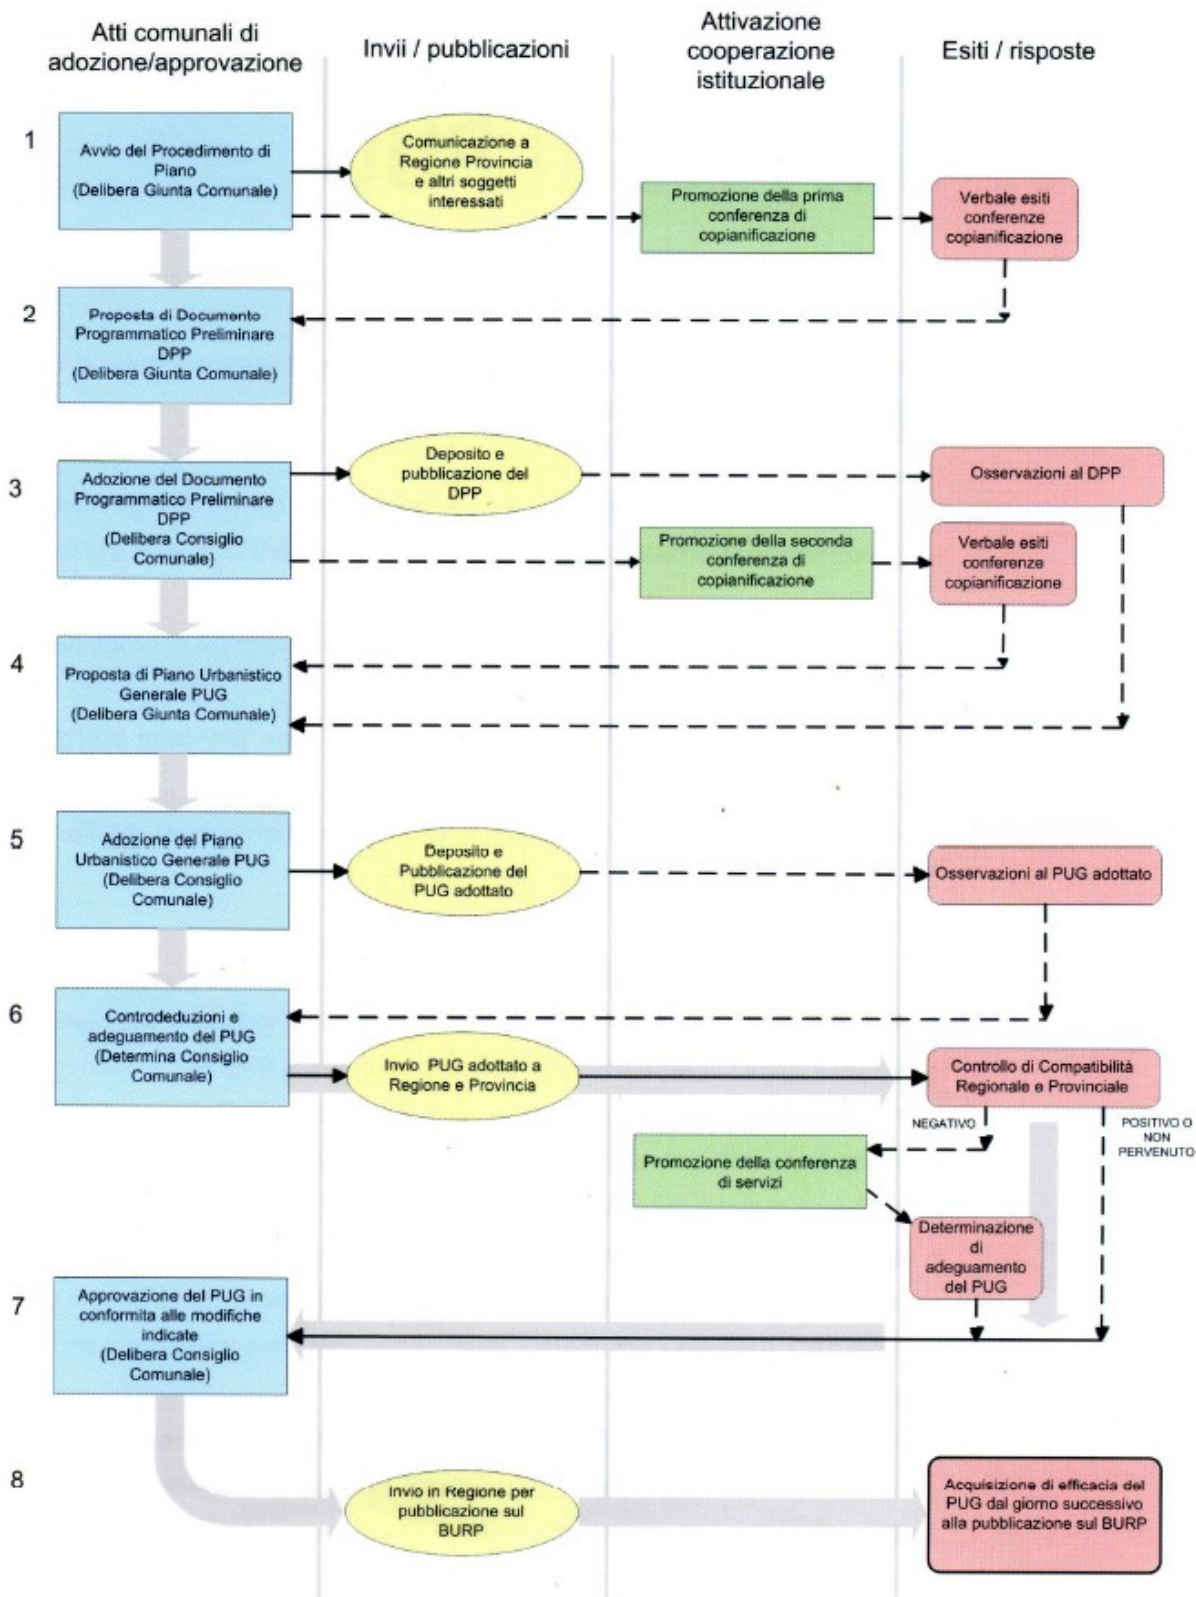 Atti comunali di
adozione/approvazione
Invii / pubblicazioni
Attivazione
cooperazione
istituzionale
Esiti / risposte
1
Avvio del Procedimento di
Piano
(Delibera Giunta Comunale)
Comunicazione a
Regione Provincia
e altri soggetti
interessati
Promozione della prima
conferenza di
copianificazione
Verbale esiti
conferenze
copianificazione
2
Proposta di Documento
Programmatico Preliminare
DPP
(Delibera Giunta Comunale)
3
Adozione del Documento
Programmatico Preliminare
DPP
(Delibera Consiglio
Comunale)
Deposito e
pubblicazione del
DPP
Osservazioni al DPP
Promozione della seconda
conferenza di
copianificazione
Verbale esiti
conferenze
copianificazione
4
Proposta di Piano Urbanistico
Generale PUG
(Delibera Giunta Comunale)
5
Adozione del Piano
Urbanistico Generale PUG
(Delibera Consiglio
Comunale)
Deposito e
Pubblicazione del
PUG adottato
Osservazioni al PUG adottato
6
Controdeduzioni e
adeguamento del PUG
(Determina Consiglio
Comunale)
Invio PUG adottato a
Regione e Provincia
Controllo di Compatibilità
Regionale e Provinciale
NEGATIVO
POSITIVO O
NON
PERVENUTO
Promozione della conferenza
di servizi
Determinazione
di
adeguamento
del PUG
7
Approvazione del PUG in
conformita alle modifiche
indicate
(Delibera Consiglio
Comunale)
8
Invio in Regione per
pubblicazione sul
BURP
Acquisizione di efficacia del
PUG dal giorno successivo
alla pubblicazione sul BURP